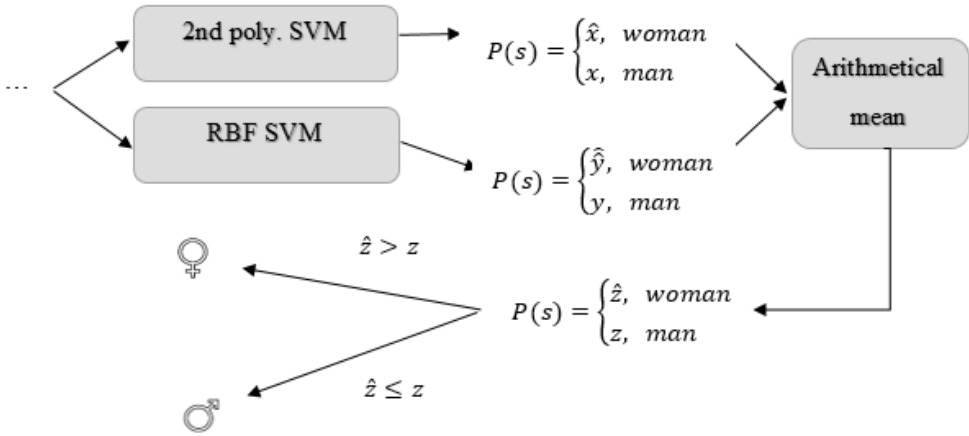 2nd poly. SVM
P(s) = { x̂, woman
x, man
Arithmetical
mean
...
RBF SVM
P(s) = { ŷ̂, woman
y, man
ẑ > z
P(s) = { ẑ, woman
z, man
ẑ ≤ z